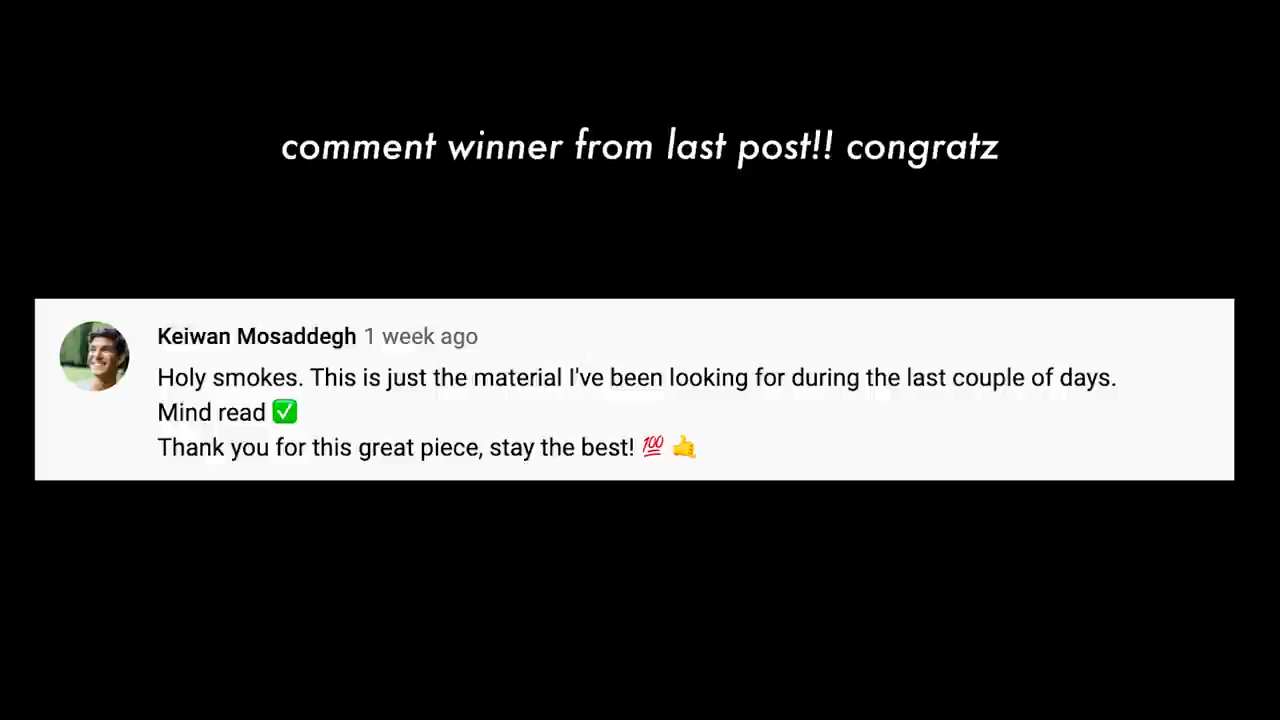 comment winner from last post!! congratz
Keiwan Mosaddegh 1 week ago
Holy smokes. This is just the material I've been looking for during the last couple of days.
Mind read ✅
Thank you for this great piece, stay the best! 💯 🤙